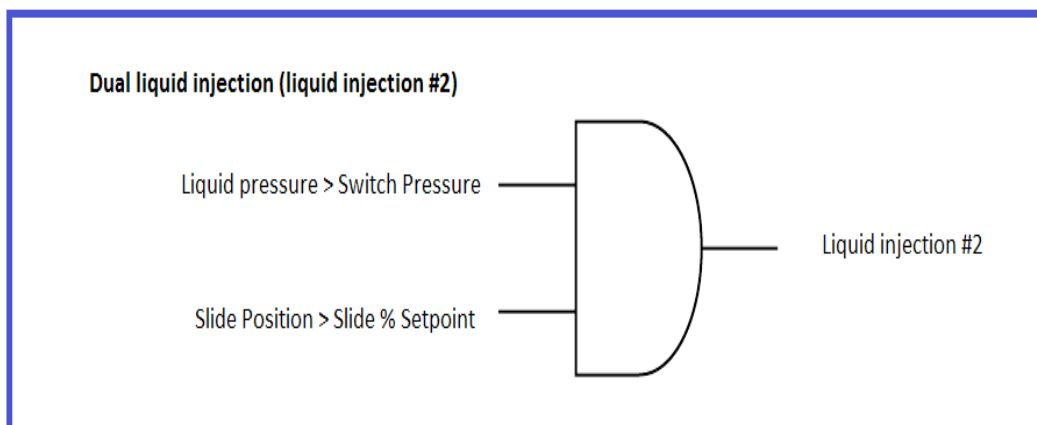 Dual liquid injection (liquid injection #2)
Liquid pressure > Switch Pressure
Liquid injection #2
Slide Position > Slide % Setpoint